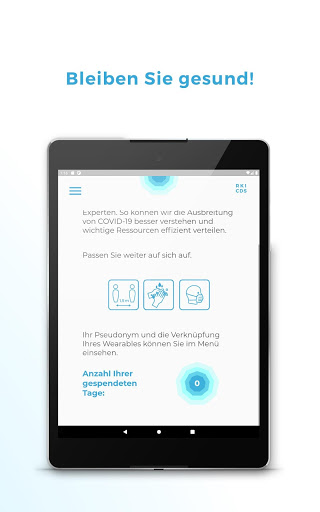 Bleiben Sie gesund!
RKI
CDS
Experten. So können wir die Ausbreitung
von COVID-19 besser verstehen und
wichtige Ressourcen effizient verteilen.
Passen Sie weiter auf sich auf.
Ihr Pseudonym und die Verknüpfung
Ihres Wearables können Sie im Menü
einsehen.
Anzahl Ihrer
gespendeten
Tage:
0